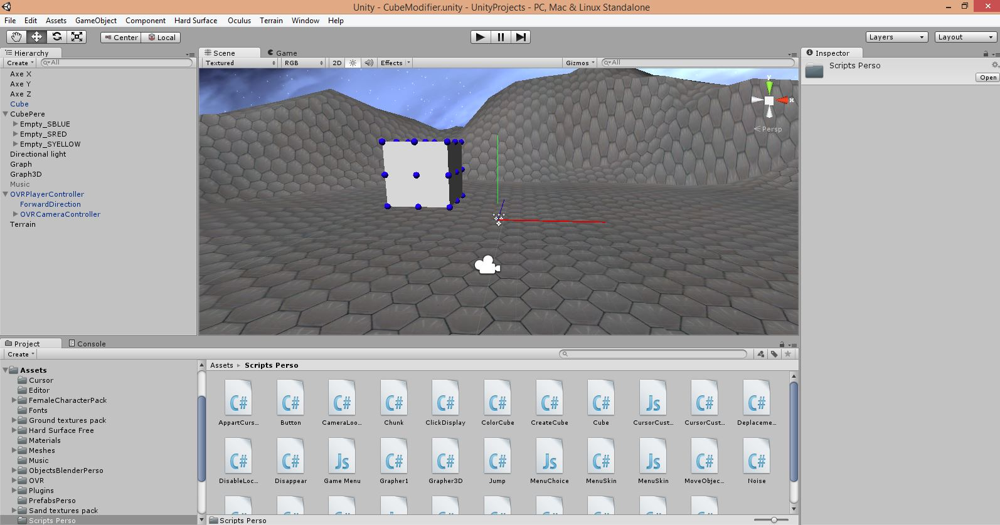 Unity - CubeModifier.unity - UnityProjects - PC, Mac & Linux Standalone
File Edit Assets GameObject Component Hard Surface Oculus Terrain Window Help
Center Local Layers Layout
Hierarchy
Create All
Axe X
Axe Y
Axe Z
Cube
CubePere
Empty_SBLUE
Empty_SRED
Empty_SYELLOW
Directional light
Graph
Graph3D
Music
OVRPlayerController
ForwardDirection
OVRCameraController
Terrain
Scene Game
Textured RGB 2D Effects Gizmos All
y
x
Persp
Inspector
Scripts Perso
Open
Project Console
Create
Assets
Cursor
Editor
FemaleCharacterPack
Fonts
Ground textures pack
Hard Surface Free
Materials
Meshes
Music
ObjectsBlenderPerso
OVR
Plugins
PrefabsPerso
Sand textures pack
Scripts Perso
Assets Scripts Perso
C# C# C# C# C# C# C# C# Js C# C#
AppartCurs... Button CameraLoo... Chunk ClickDisplay ColorCube CreateCube Cube CursorCust... CursorCust... Deplaceme...
C# C# Js C# C# C# Js C# Js C# C#
DisableLoc... Disappear Game Menu Grapher1 Grapher3D Jump MenuChoice MenuSkin MenuSkin MoveObjec... Noise
Scripts Perso